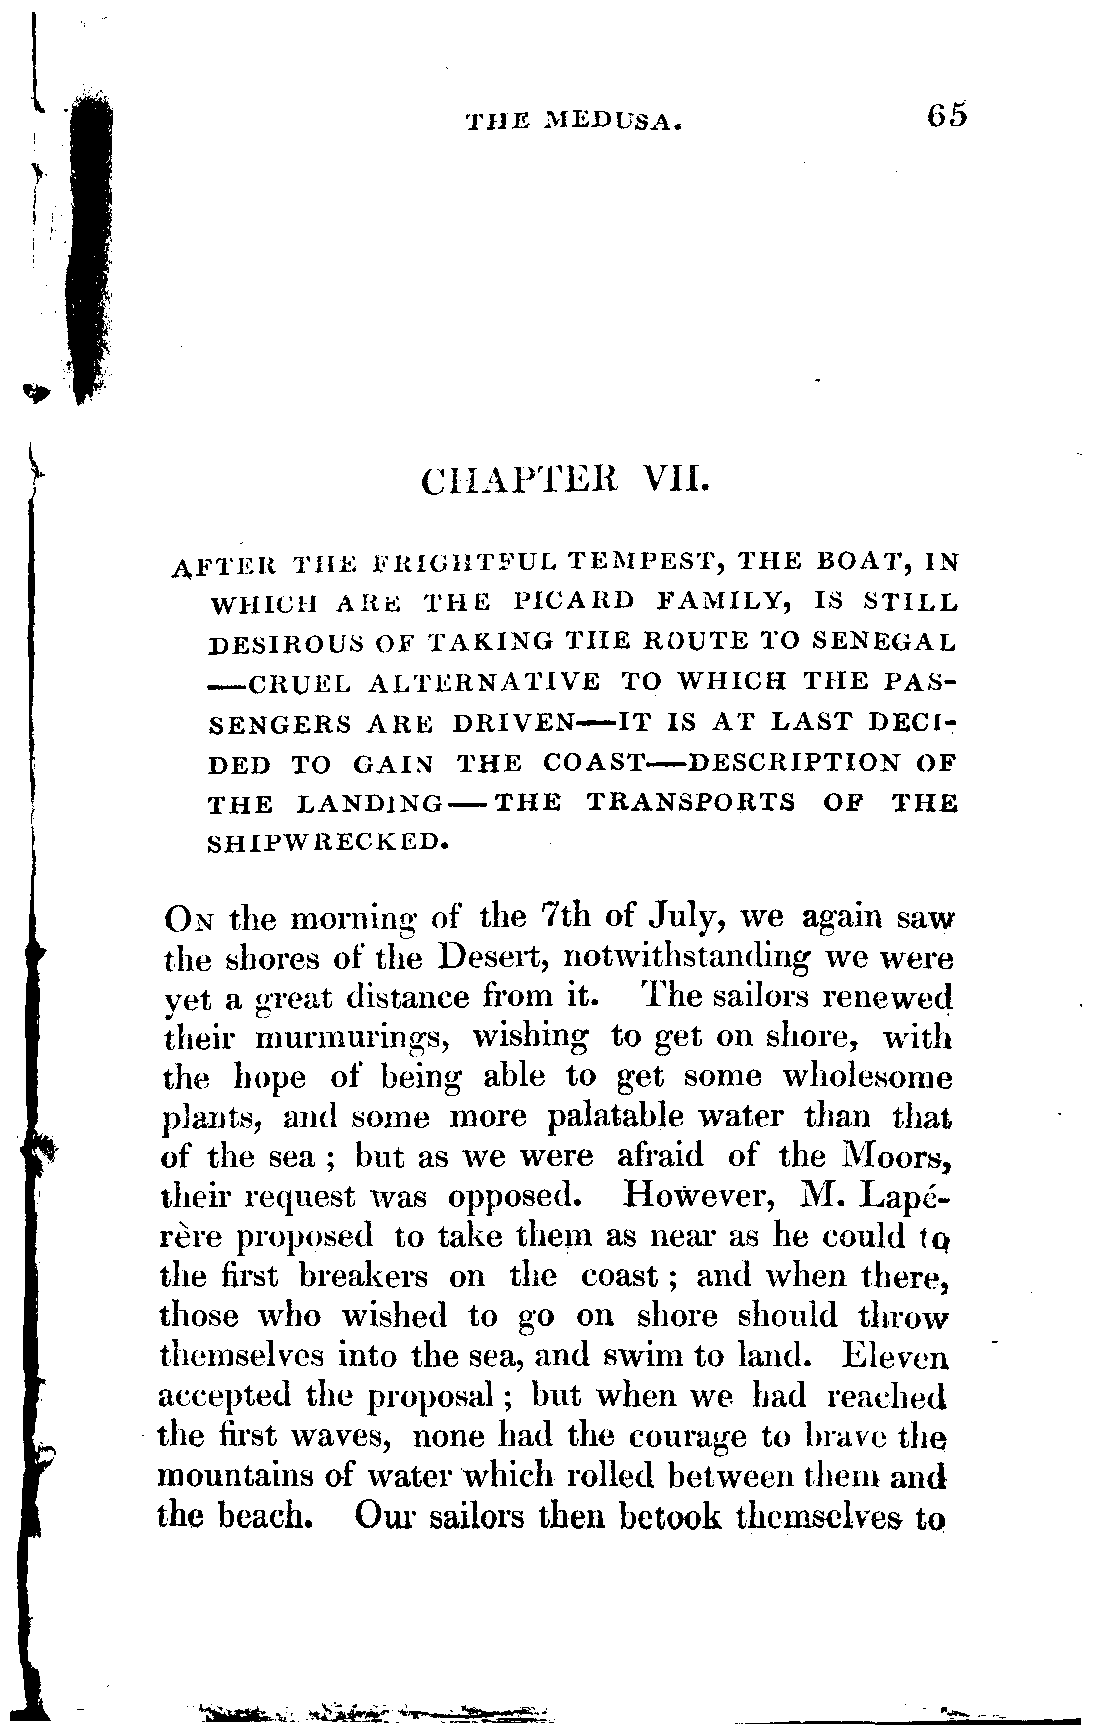 THE MEDUSA. 65
CHAPTER VII.
AFTER THE FRIGHTFUL TEMPEST, THE BOAT, IN
WHICH ARE THE PICARD FAMILY, IS STILL
DESIROUS OF TAKING THE ROUTE TO SENEGAL
—CRUEL ALTERNATIVE TO WHICH THE PAS-
SENGERS ARE DRIVEN—IT IS AT LAST DECI-
DED TO GAIN THE COAST—DESCRIPTION OF
THE LANDING—THE TRANSPORTS OF THE
SHIPWRECKED.
ON the morning of the 7th of July, we again saw
the shores of the Desert, notwithstanding we were
yet a great distance from it. The sailors renewed
their murmurings, wishing to get on shore, with
the hope of being able to get some wholesome
plants, and some more palatable water than that
of the sea ; but as we were afraid of the Moors,
their request was opposed. However, M. Lapé-
rère proposed to take them as near as he could to
the first breakers on the coast ; and when there,
those who wished to go on shore should throw
themselves into the sea, and swim to land. Eleven
accepted the proposal ; but when we had reached
the first waves, none had the courage to brave the
mountains of water which rolled between them and
the beach. Our sailors then betook themselves to